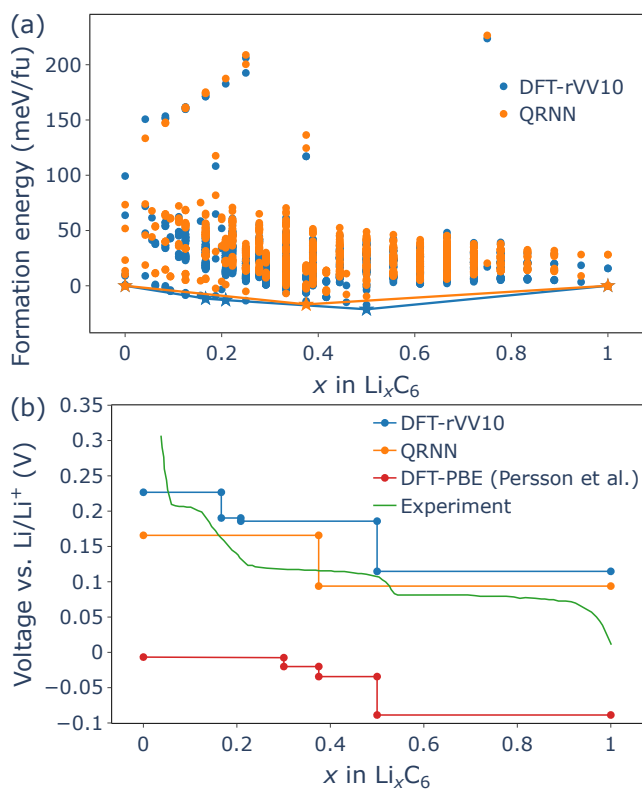 (a)
Formation energy (meV/fu)
200
150
100
50
0
DFT-rVV10
QRNN
0
0.2
0.4
0.6
0.8
1
x in LiₓC₆
(b)
Voltage vs. Li/Li⁺ (V)
0.35
0.3
0.25
0.2
0.15
0.1
0.05
0
−0.05
−0.1
DFT-rVV10
QRNN
DFT-PBE (Persson et al.)
Experiment
0
0.2
0.4
0.6
0.8
1
x in LiₓC₆